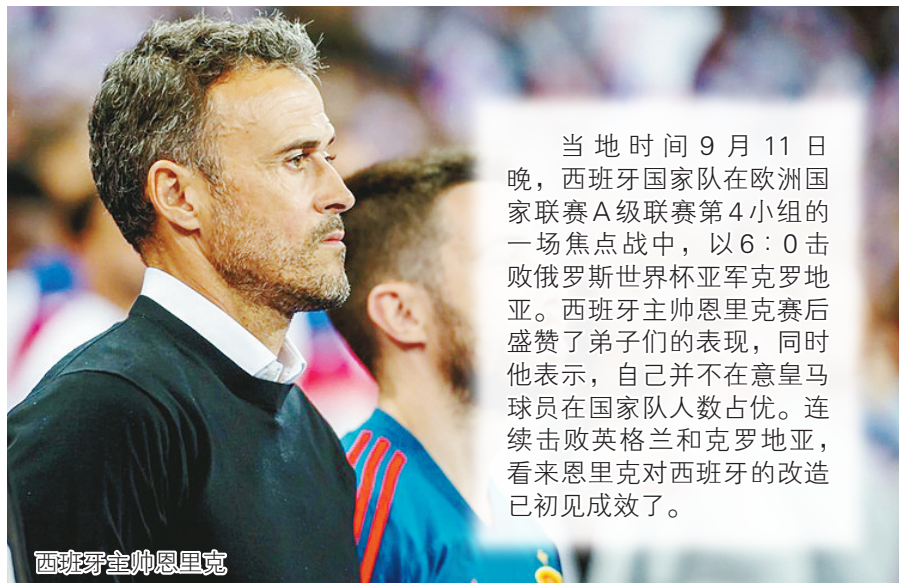 当地时间9月11日
晚，西班牙国家队在欧洲国
家联赛A级联赛第4小组的
一场焦点战中，以6：0击
败俄罗斯世界杯亚军克罗地
亚。西班牙主帅恩里克赛后
盛赞了弟子们的表现，同时
他表示，自己并不在意皇马
球员在国家队人数占优。连
续击败英格兰和克罗地亚，
看来恩里克对西班牙的改造
已初见成效了。
西班牙主帅恩里克